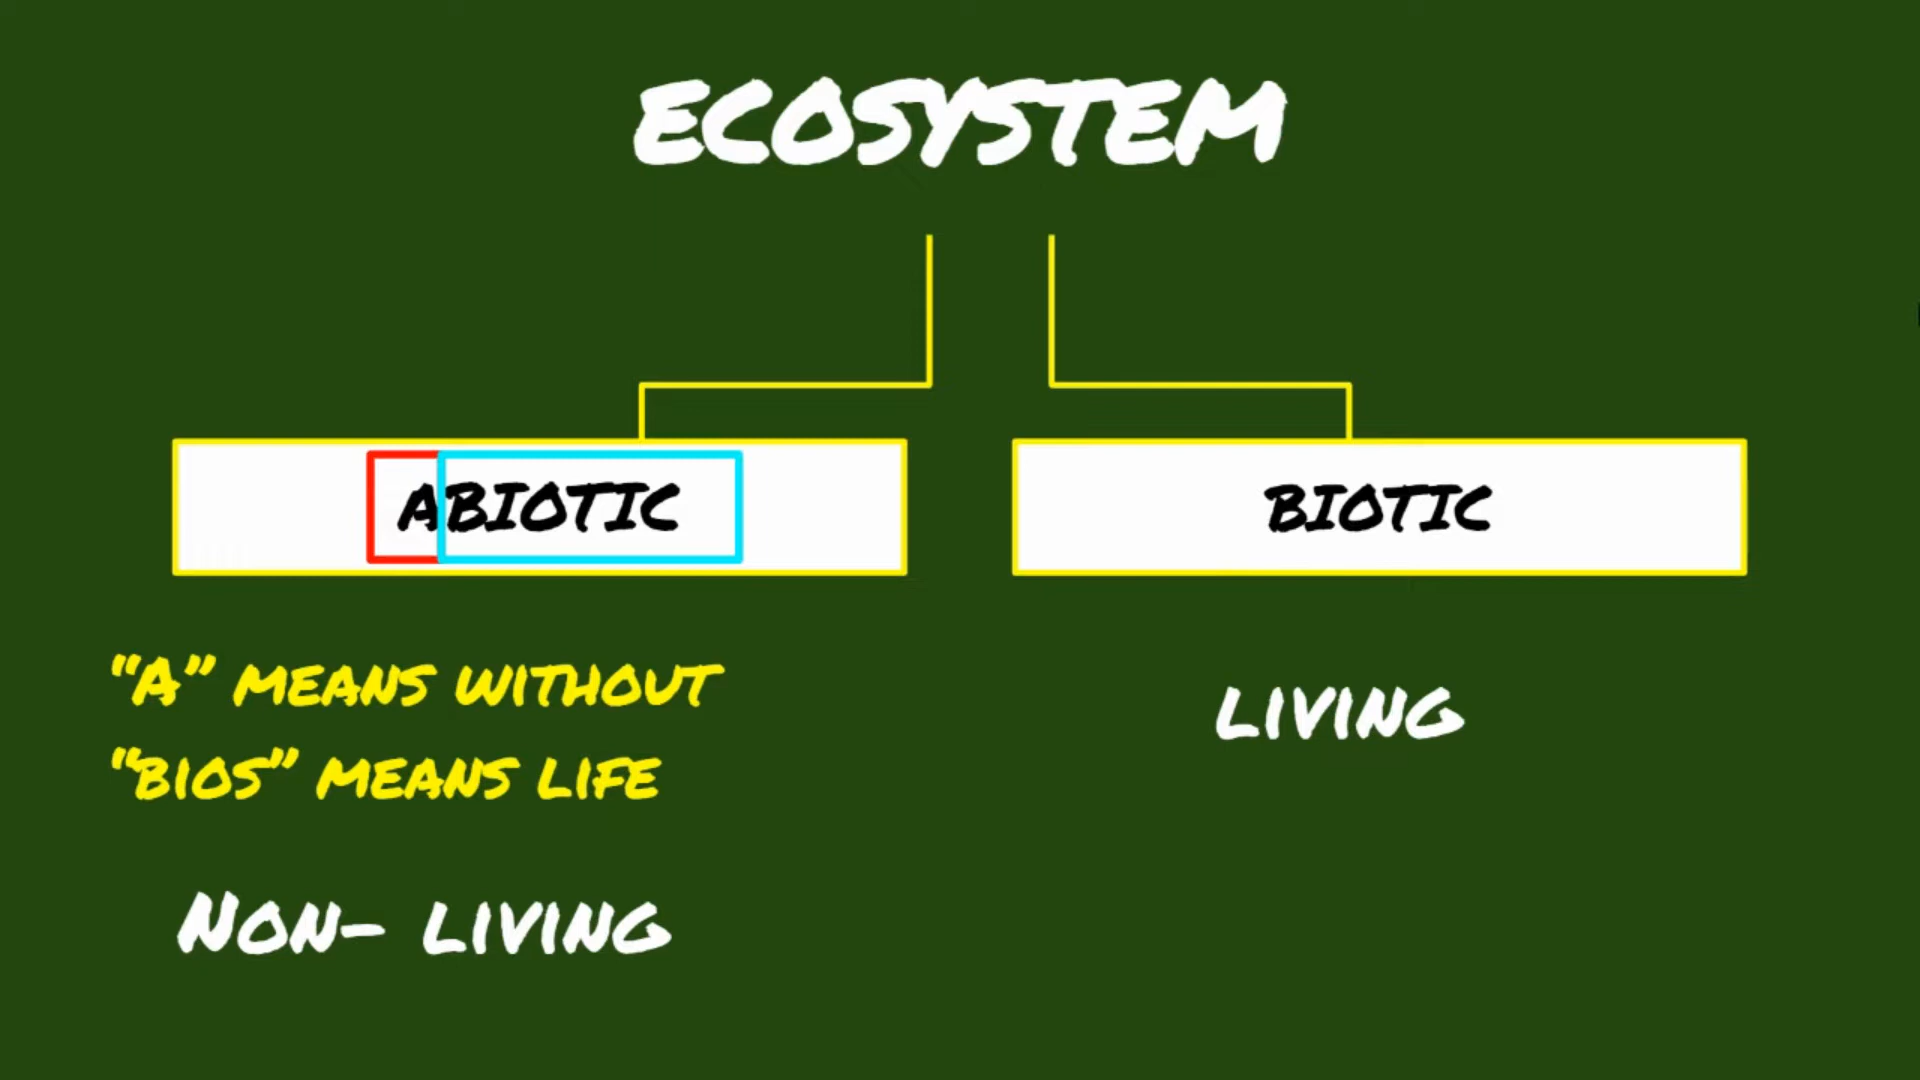 ECOSYSTEM
ABIOTIC
BIOTIC
"A" MEANS WITHOUT
"BIOS" MEANS LIFE
NON- LIVING
LIVING